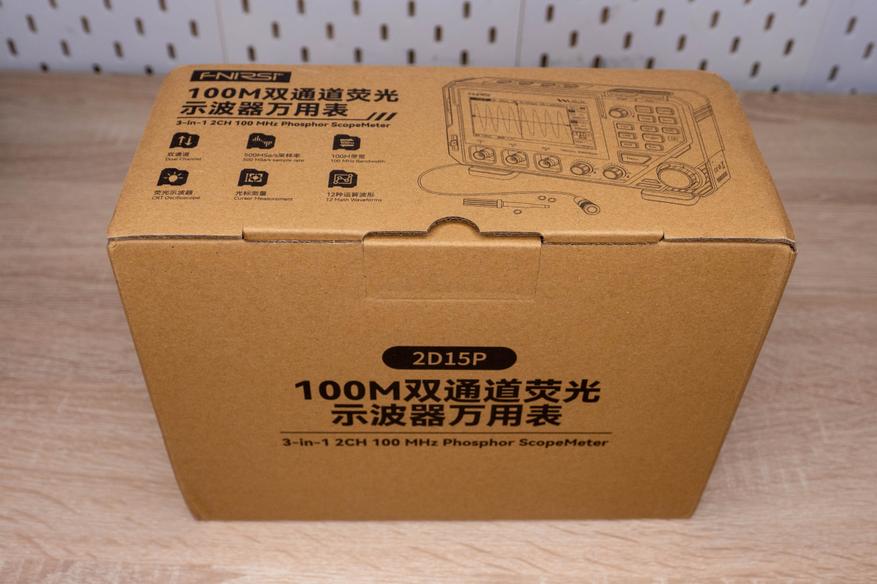 FNIRSI
100M双通道荧光
示波器万用表
3-in-1 2CH 100 MHz Phosphor ScopeMeter
双通道
Dual Channel
500MSa/s采样率
500 MSa/s sample rate
100M带宽
100 MHz Bandwidth
荧光示波器
CRT Oscilloscope
光标测量
Cursor Measurement
12种运算波形
12 Math Waveforms
2D15P
100M双通道荧光
示波器万用表
3-in-1 2CH 100 MHz Phosphor ScopeMeter